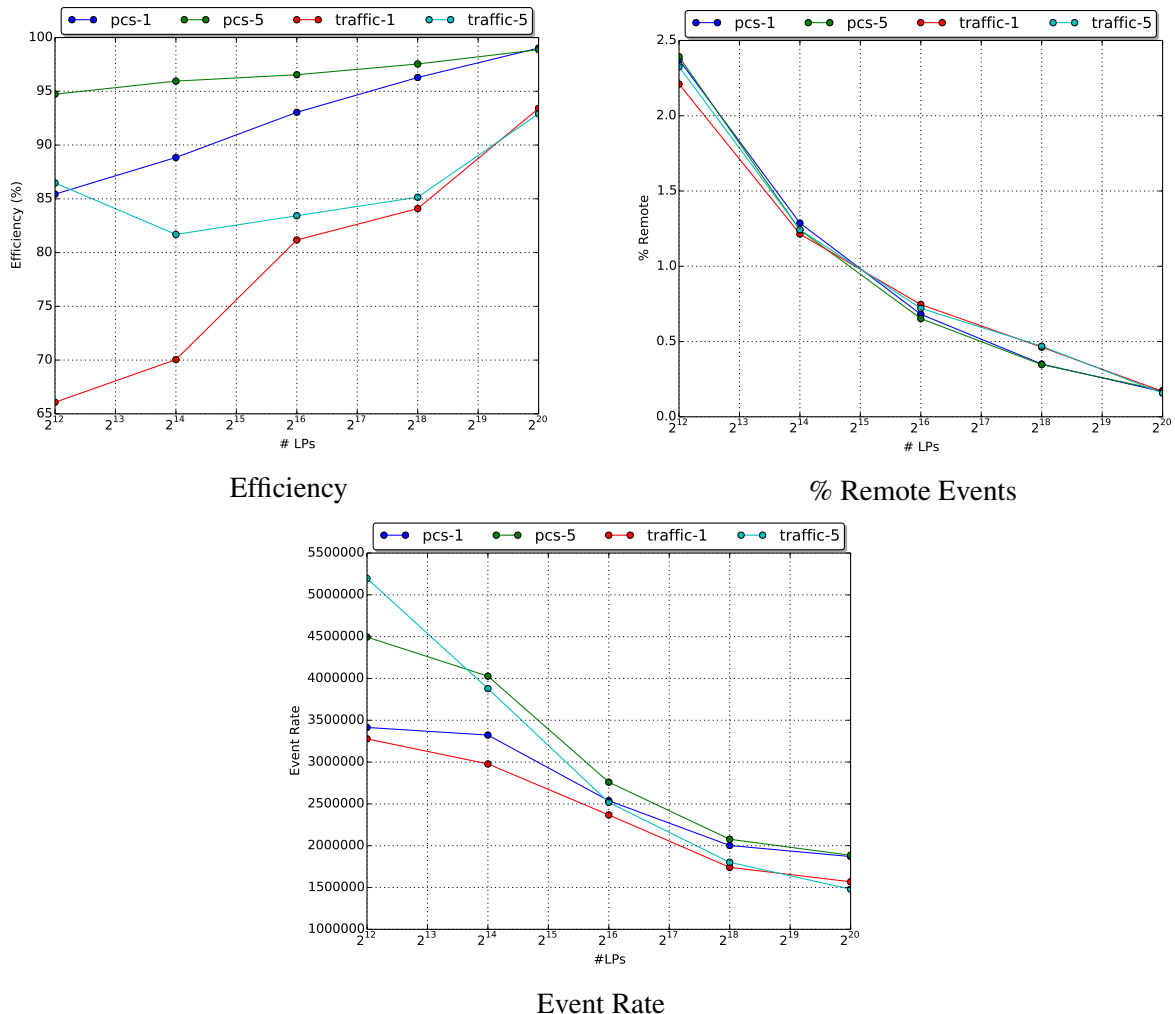 pcs-1 pcs-5 traffic-1 traffic-5
100
95
90
85
80
75
70
65
Efficiency (%)
2^12 2^13 2^14 2^15 2^16 2^17 2^18 2^19 2^20
# LPs
Efficiency
pcs-1 pcs-5 traffic-1 traffic-5
2.5
2.0
1.5
1.0
0.5
0.0
% Remote
2^12 2^13 2^14 2^15 2^16 2^17 2^18 2^19 2^20
# LPs
% Remote Events
pcs-1 pcs-5 traffic-1 traffic-5
5500000
5000000
4500000
4000000
3500000
3000000
2500000
2000000
1500000
1000000
Event Rate
2^12 2^13 2^14 2^15 2^16 2^17 2^18 2^19 2^20
#LPs
Event Rate